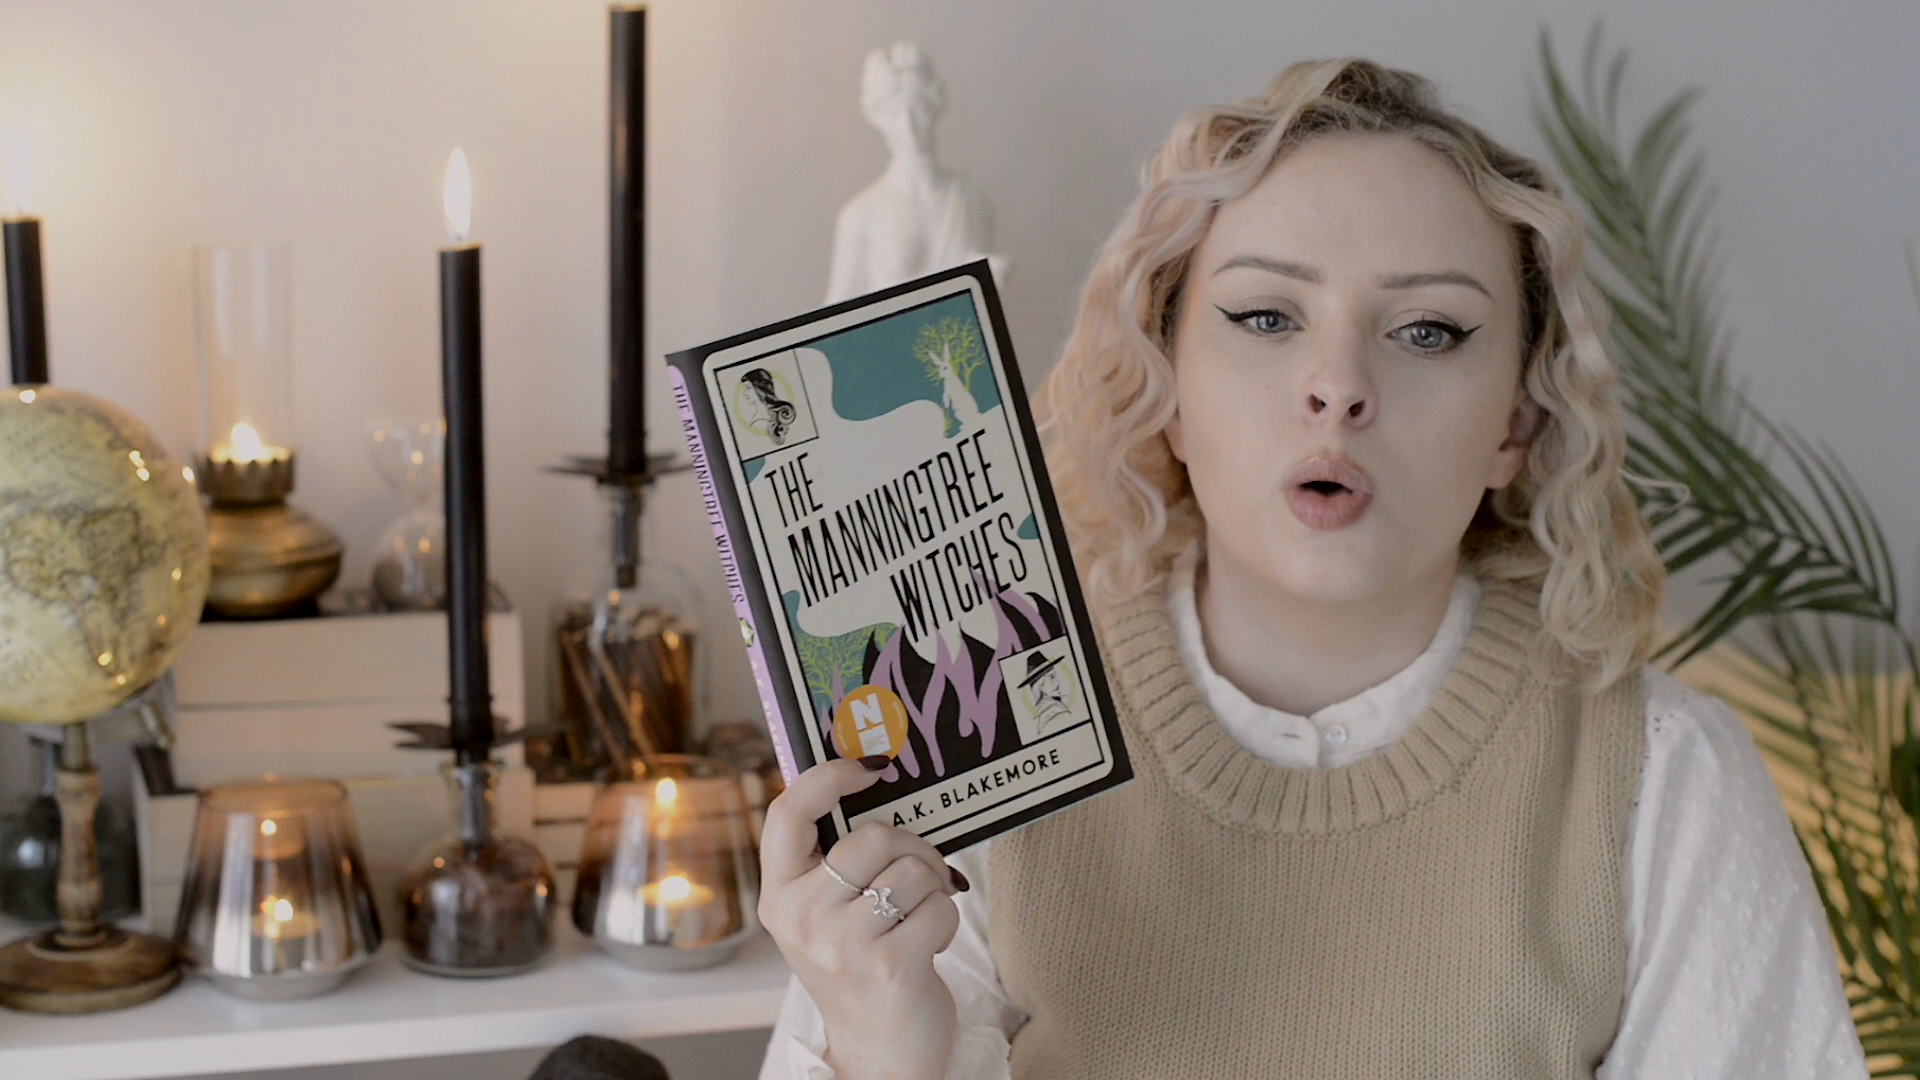 THE
MANNINGTREE
WITCHES
A.K. BLAKEMORE
THE MANNINGTREE WITCHES